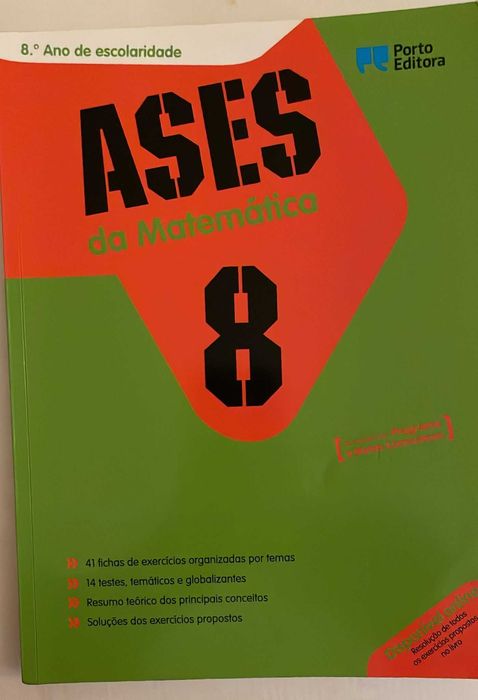 8.º Ano de escolaridade
Porto
Editora
ASES
da Matemática
8
41 fichas de exercícios organizadas por temas
14 testes, temáticos e globalizantes
Resumo teórico dos principais conceitos
Soluções dos exercícios propostos
Resolução de todos
os exercícios propostos
no livro